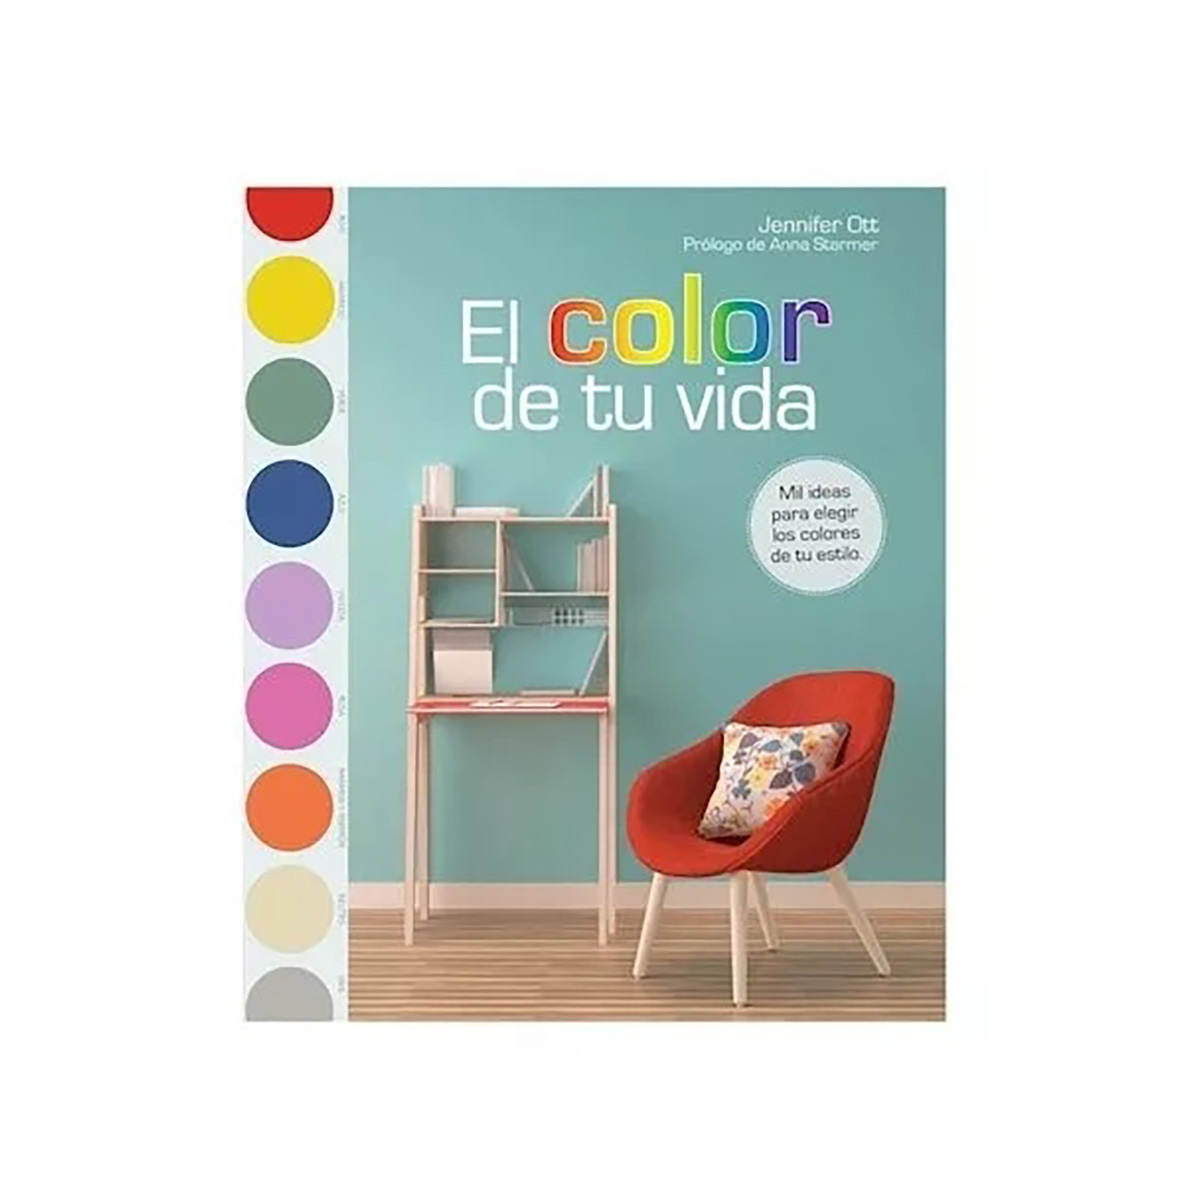 Jennifer Ott
Prólogo de Anna Starmer
El color
de tu vida
Mil ideas
para elegir
los colores
de tu estilo.